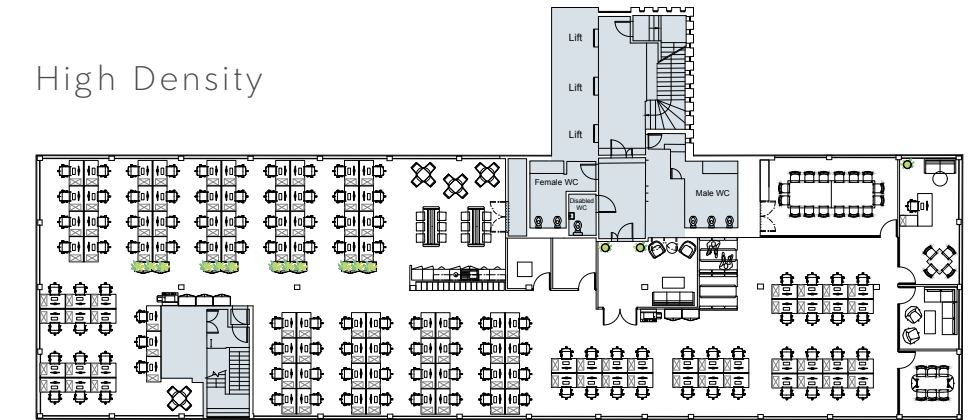 High Density
Lift
Lift
Lift
Female WC
Disabled
WC
Male WC